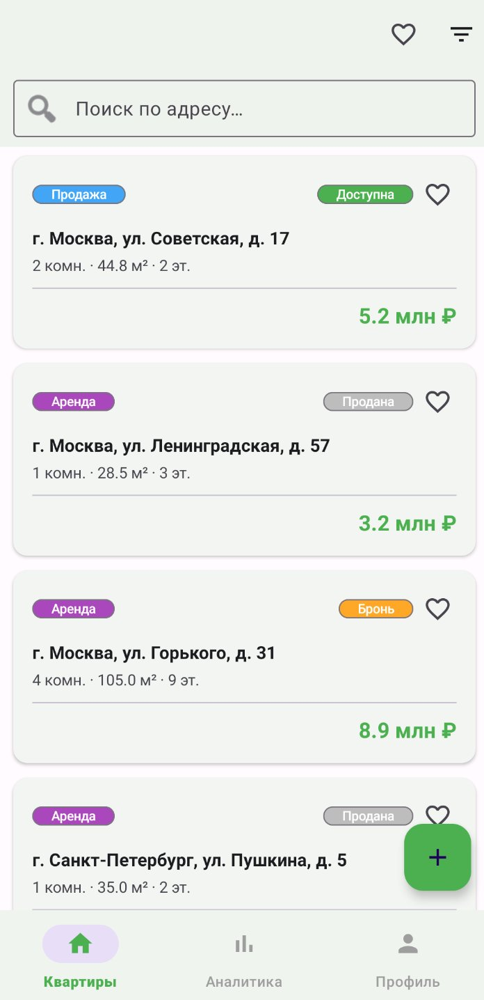 Поиск по адресу...
Продажа
Доступна
г. Москва, ул. Советская, д. 17
2 комн. · 44.8 м² · 2 эт.
5.2 млн ₽
Аренда
Продана
г. Москва, ул. Ленинградская, д. 57
1 комн. · 28.5 м² · 3 эт.
3.2 млн ₽
Аренда
Бронь
г. Москва, ул. Горького, д. 31
4 комн. · 105.0 м² · 9 эт.
8.9 млн ₽
Аренда
Продана
г. Санкт-Петербург, ул. Пушкина, д. 5
1 комн. · 35.0 м² · 2 эт.
Квартиры
Аналитика
Профиль